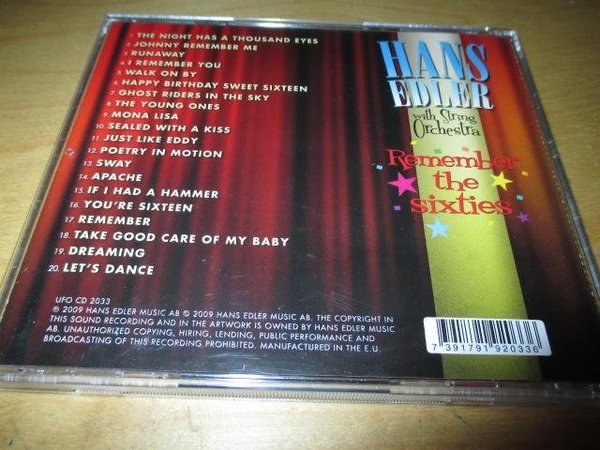 1. THE NIGHT HAS A THOUSAND EYES
2. JOHNNY REMEMBER ME
3. RUNAWAY
4. I REMEMBER YOU
5. WALK ON BY
6. HAPPY BIRTHDAY SWEET SIXTEEN
7. GHOST RIDERS IN THE SKY
8. THE YOUNG ONES
9. MONA LISA
10. SEALED WITH A KISS
11. JUST LIKE EDDY
12. POETRY IN MOTION
13. SWAY
14. APACHE
15. IF I HAD A HAMMER
16. YOU'RE SIXTEEN
17. REMEMBER
18. TAKE GOOD CARE OF MY BABY
19. DREAMING
20. LET'S DANCE
HANS
EDLER
with String
Orchestra
Remember
the
sixties
UFO CD 2033
℗ 2009 HANS EDLER MUSIC AB © 2009 HANS EDLER MUSIC AB. THE COPYRIGHT IN
THIS SOUND RECORDING AND IN THE ARTWORK IS OWNED BY HANS EDLER MUSIC
AB. UNAUTHORIZED COPYING, HIRING, LENDING, PUBLIC PERFORMANCE AND
BROADCASTING OF THIS RECORDING PROHIBITED. MANUFACTURED IN THE E.U.
7 391791 920336